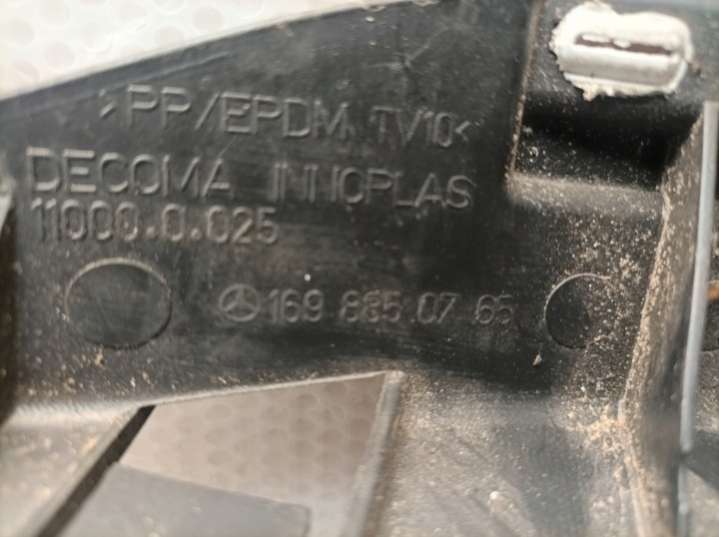 >PP/EPDM TV10<
DECOMA INNOPLAS
11000.0.025
169 885 07 65